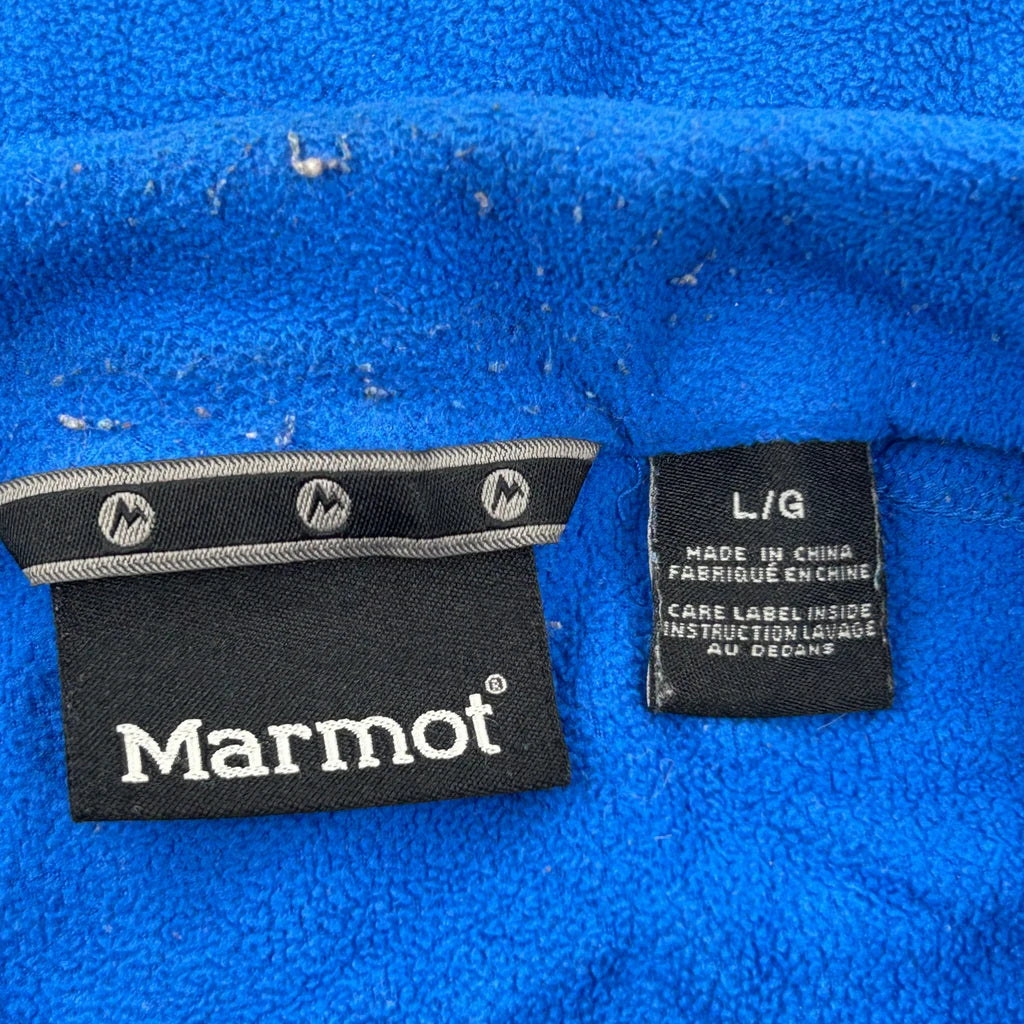 Marmot®
L/G
MADE IN CHINA
FABRIQUÉ EN CHINE
CARE LABEL INSIDE
INSTRUCTION LAVAGE
AU DEDANS